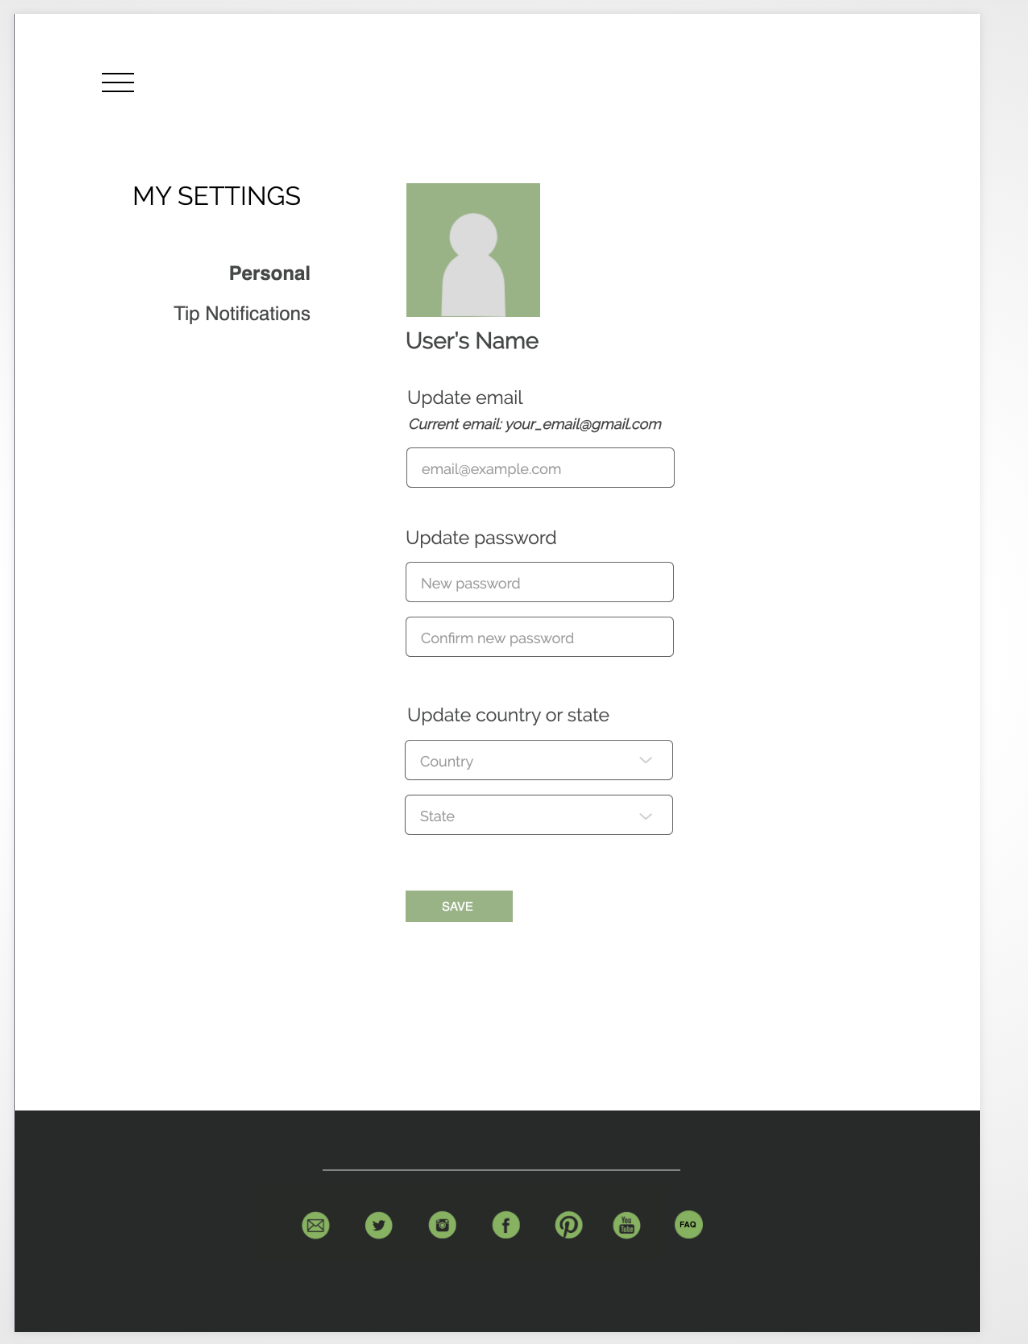 MY SETTINGS
Personal
Tip Notifications
User's Name
Update email
Current email: your_email@gmail.com
email@example.com
Update password
New password
Confirm new password
Update country or state
Country
State
SAVE
You
Tube
FAQ